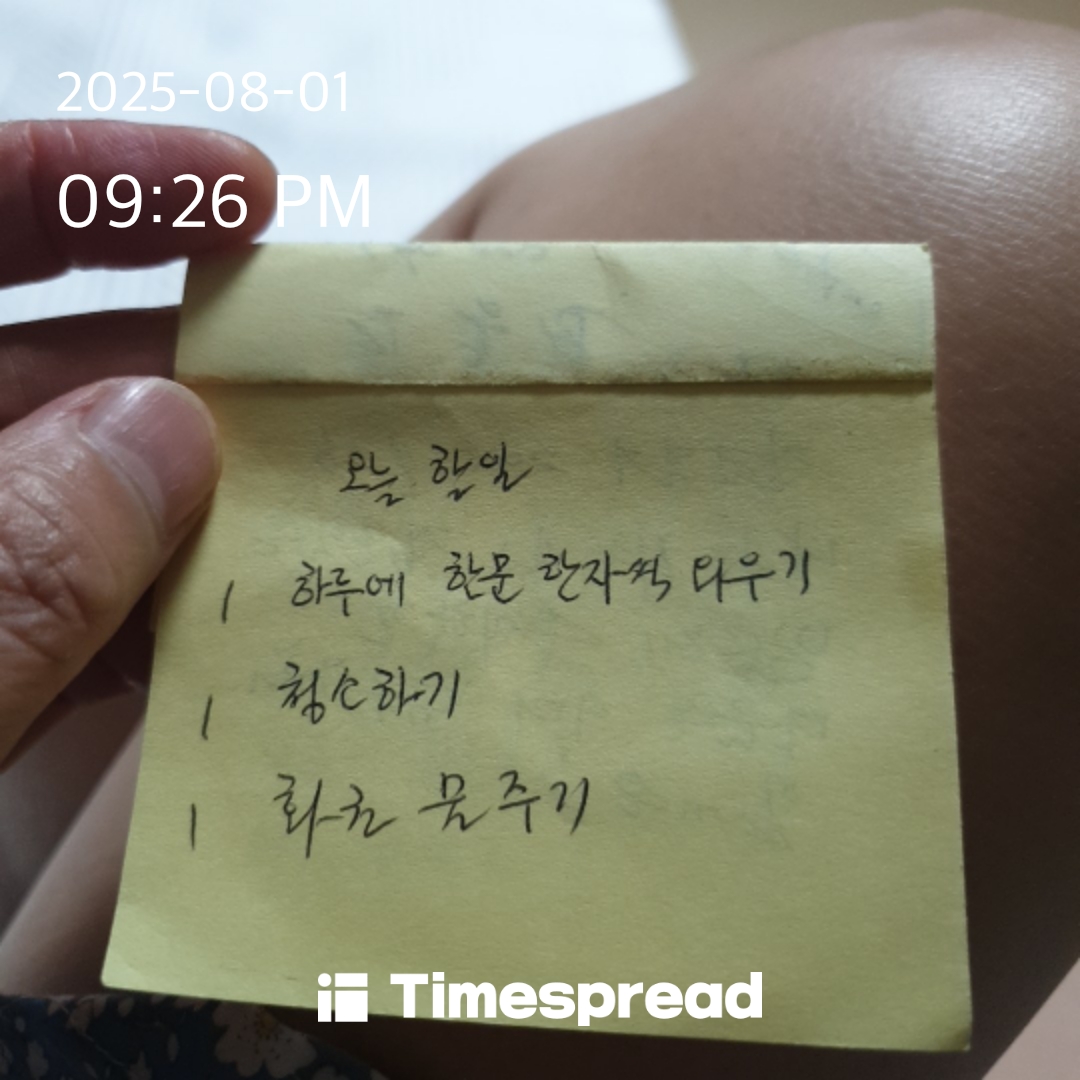 2025-08-01
09:26 PM
오늘 할일
1 하루에 한문 한자씩 외우기
1 청소하기
1 화초 물주기
Timespread